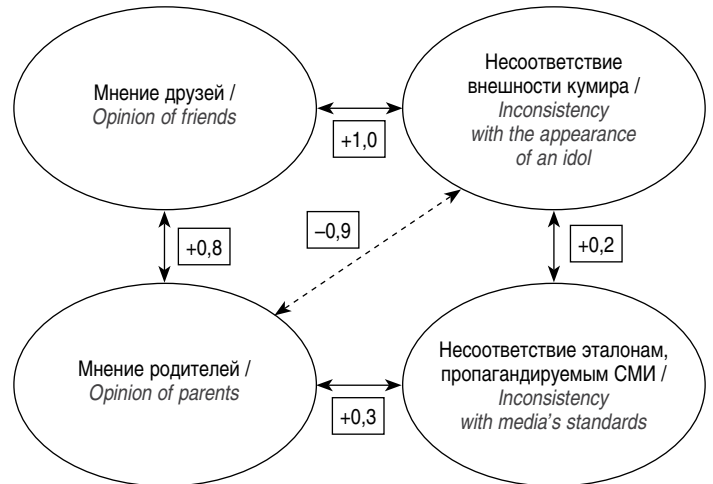 Мнение друзей /
Opinion of friends
Несоответствие
внешности кумира /
Inconsistency
with the appearance
of an idol
+1,0
+0,8
–0,9
+0,2
Мнение родителей /
Opinion of parents
Несоответствие эталонам,
пропагандируемым СМИ /
Inconsistency
with media's standards
+0,3